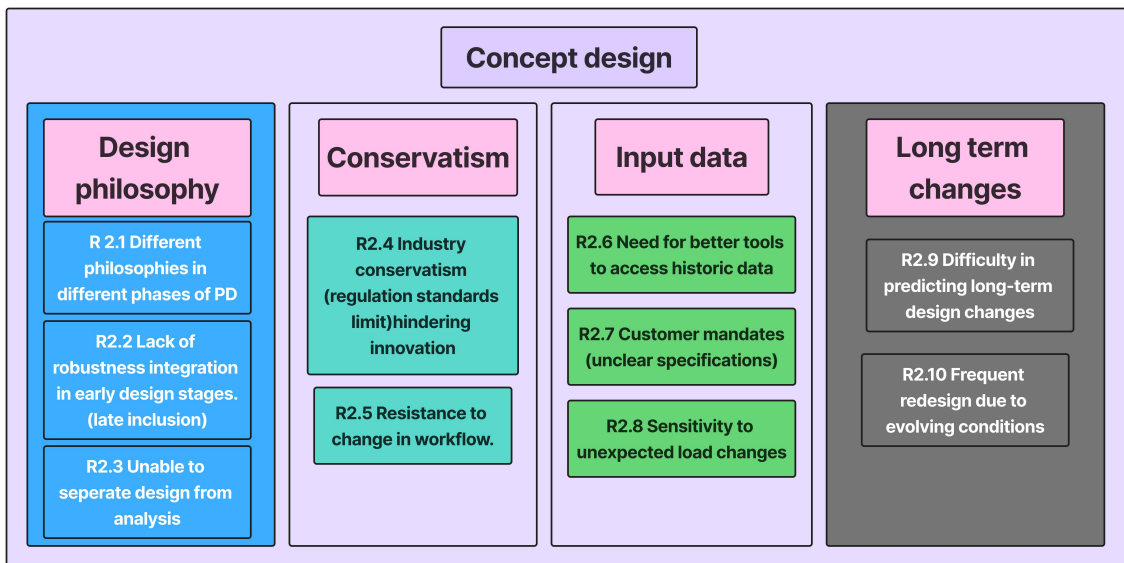 Concept design
Design
philosophy
R 2.1 Different
philosophies in
different phases of PD
R2.2 Lack of
robustness integration
in early design stages.
(late inclusion)
R2.3 Unable to
seperate design from
analysis
Conservatism
R2.4 Industry
conservatism
(regulation standards
limit)hindering
innovation
R2.5 Resistance to
change in workflow.
Input data
R2.6 Need for better tools
to access historic data
R2.7 Customer mandates
(unclear specifications)
R2.8 Sensitivity to
unexpected load changes
Long term
changes
R2.9 Difficulty in
predicting long-term
design changes
R2.10 Frequent
redesign due to
evolving conditions